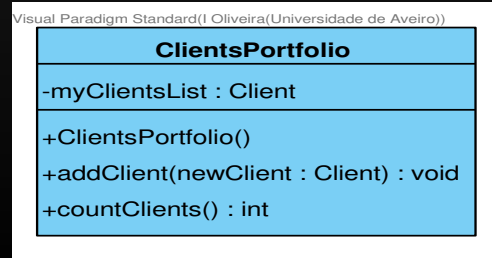 Visual Paradigm Standard(I Oliveira(Universidade de Aveiro))
ClientsPortfolio
-myClientsList : Client
+ClientsPortfolio()
+addClient(newClient : Client) : void
+countClients() : int